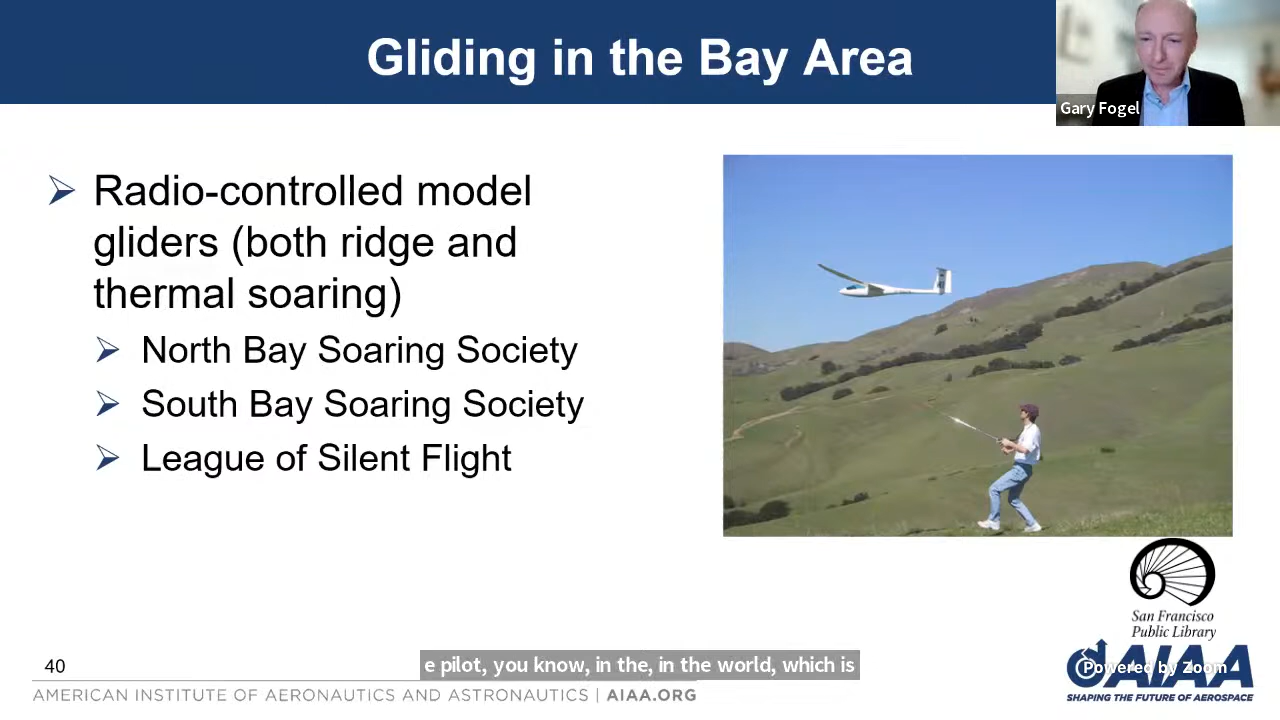 Gliding in the Bay Area
Gary Fogel
Radio-controlled model
gliders (both ridge and
thermal soaring)
North Bay Soaring Society
South Bay Soaring Society
League of Silent Flight
San Francisco
Public Library
40
e pilot, you know, in the, in the world, which is
AIAA
Powered by Zoom
SHAPING THE FUTURE OF AEROSPACE
AMERICAN INSTITUTE OF AERONAUTICS AND ASTRONAUTICS | AIAA.ORG